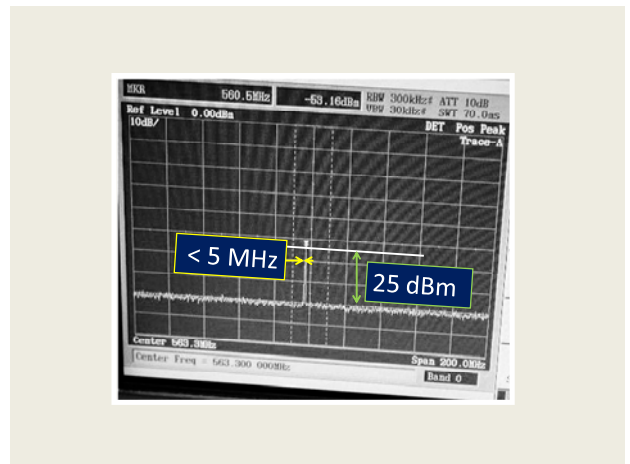 MKR 560.5MHz -53.16dBm RBW 300kHz# ATT 10dB
VBW 30kHz# SWT 70.0ms
Ref Level 0.00dBm DET Pos Peak
10dB/ Trace-A
< 5 MHz
25 dBm
Center 563.3MHz Span 200.0MHz
Center Freq = 563.300 000MHz
Band 0